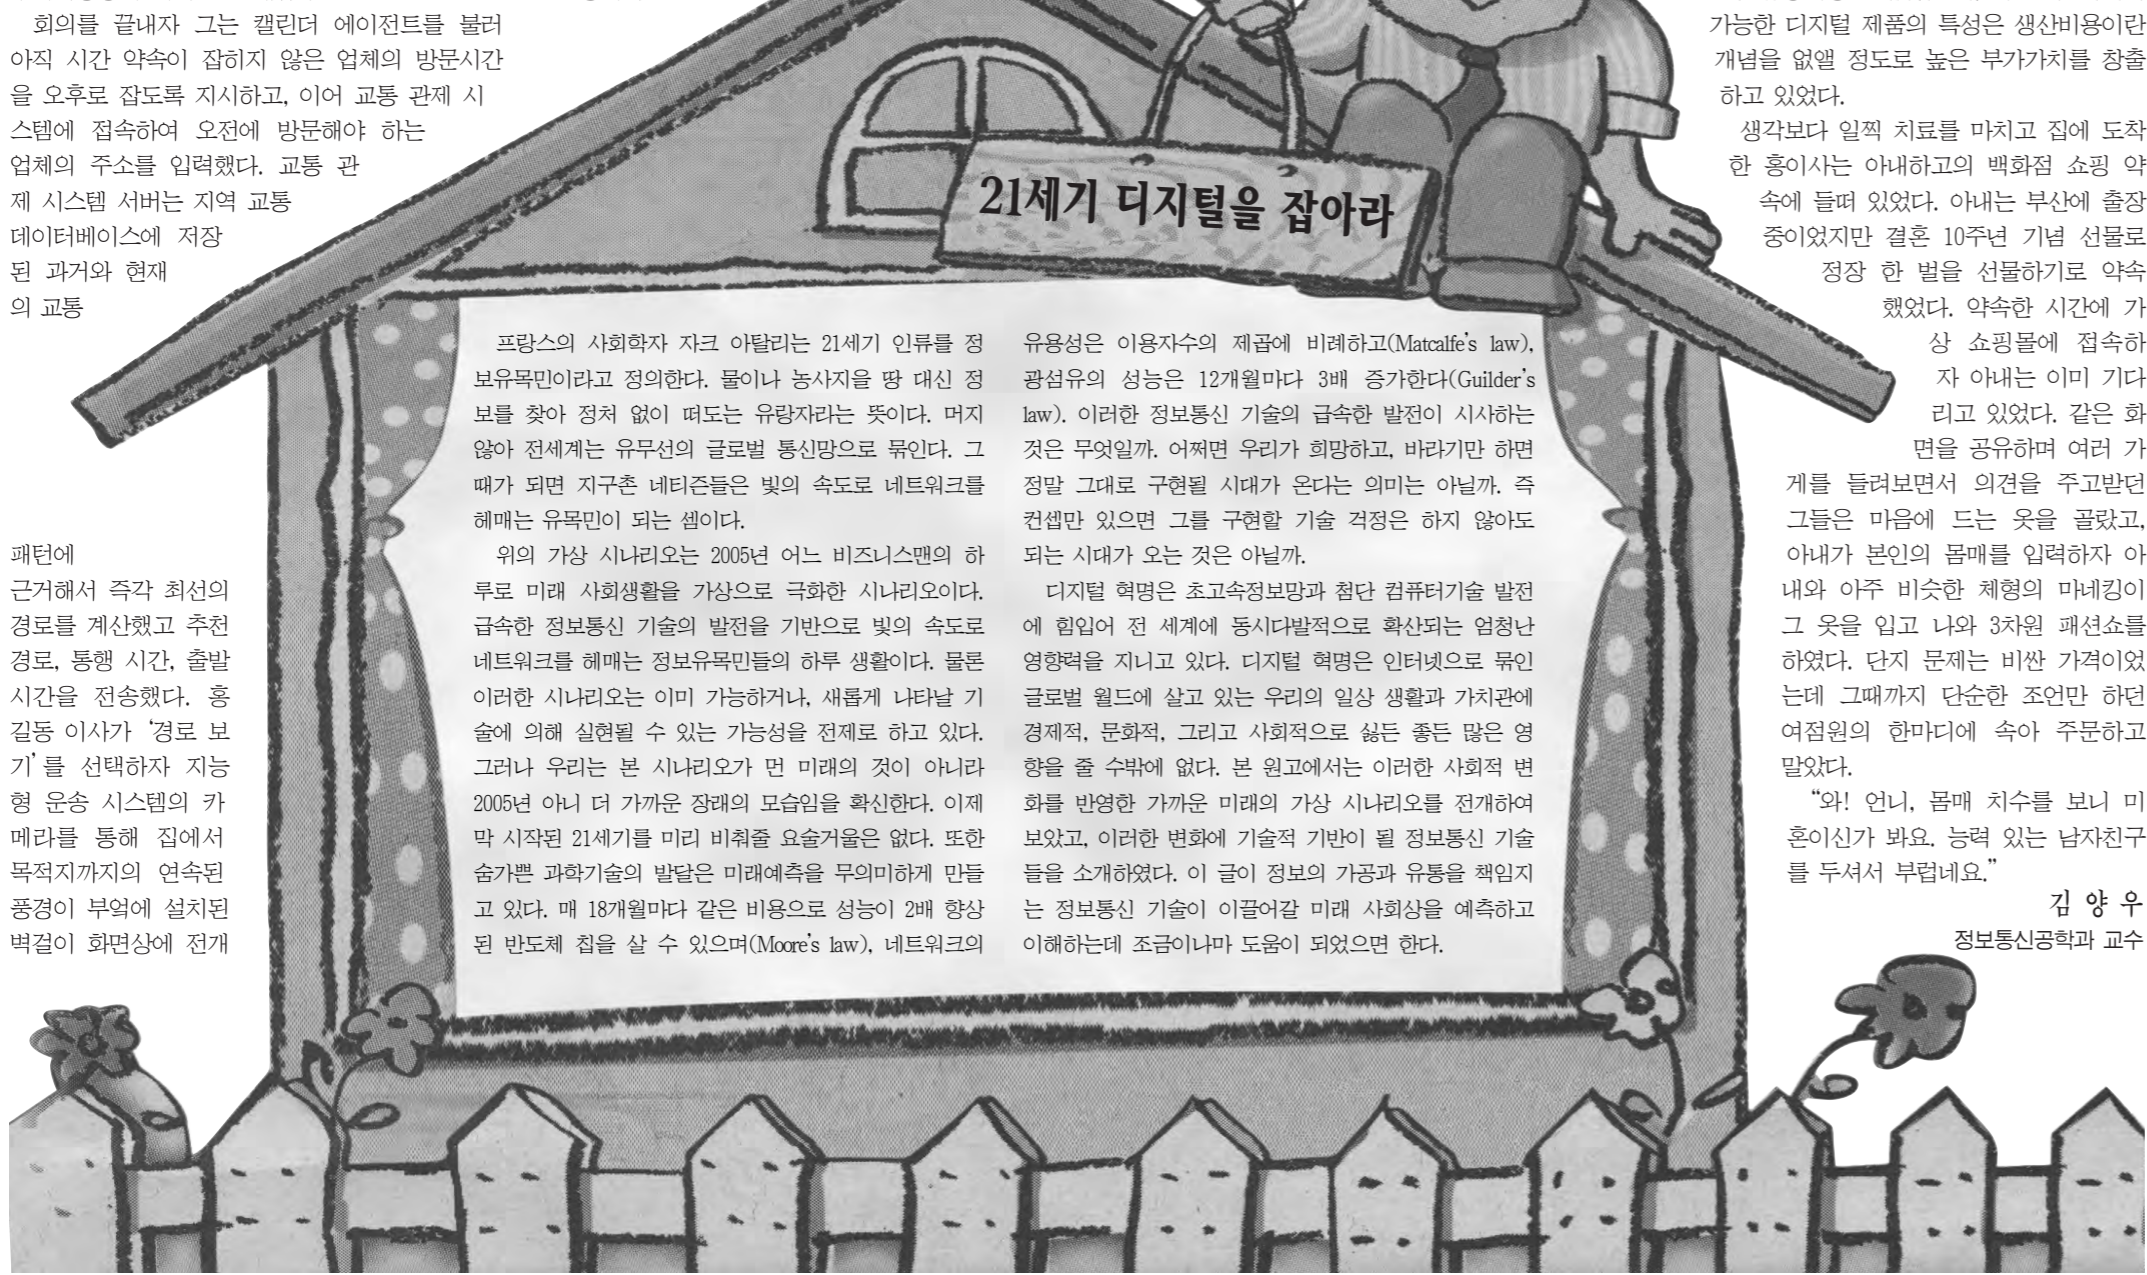 회의를 끝내자 그는 캘린더 에이전트를 불러
아직 시간 약속이 잡히지 않은 업체의 방문시간
을 오후로 잡도록 지시하고, 이어 교통 관제 시
스템에 접속하여 오전에 방문해야 하는
업체의 주소를 입력했다. 교통 관
제 시스템 서버는 지역 교통
데이터베이스에 저장
된 과거와 현재
의 교통
패턴에
근거해서 즉각 최선의
경로를 계산했고 추천
경로, 통행 시간, 출발
시간을 전송했다. 홍
길동 이사가 ‘경로 보
기’를 선택하자 지능
형 운송 시스템의 카
메라를 통해 집에서
목적지까지의 연속된
풍경이 부엌에 설치된
벽걸이 화면상에 전개
21세기 디지털을 잡아라
프랑스의 사회학자 자크 아탈리는 21세기 인류를 정
보유목민이라고 정의한다. 물이나 농사지을 땅 대신 정
보를 찾아 정처 없이 떠도는 유랑자라는 뜻이다. 머지
않아 전세계는 유무선의 글로벌 통신망으로 묶인다. 그
때가 되면 지구촌 네티즌들은 빛의 속도로 네트워크를
헤매는 유목민이 되는 셈이다.
위의 가상 시나리오는 2005년 어느 비즈니스맨의 하
루로 미래 사회생활을 가상으로 극화한 시나리오이다.
급속한 정보통신 기술의 발전을 기반으로 빛의 속도로
네트워크를 헤매는 정보유목민들의 하루 생활이다. 물론
이러한 시나리오는 이미 가능하거나, 새롭게 나타날 기
술에 의해 실현될 수 있는 가능성을 전제로 하고 있다.
그러나 우리는 본 시나리오가 먼 미래의 것이 아니라
2005년 아니 더 가까운 장래의 모습임을 확신한다. 이제
막 시작된 21세기를 미리 비춰줄 요술거울은 없다. 또한
숨가쁜 과학기술의 발달은 미래예측을 무의미하게 만들
고 있다. 매 18개월마다 같은 비용으로 성능이 2배 향상
된 반도체 칩을 살 수 있으며(Moore’s law), 네트워크의
유용성은 이용자수의 제곱에 비례하고(Matcalfe’s law),
광섬유의 성능은 12개월마다 3배 증가한다(Guilder’s
law). 이러한 정보통신 기술의 급속한 발전이 시사하는
것은 무엇일까. 어쩌면 우리가 희망하고, 바라기만 하면
정말 그대로 구현될 시대가 온다는 의미는 아닐까. 즉
컨셉만 있으면 그를 구현할 기술 걱정은 하지 않아도
되는 시대가 오는 것은 아닐까.
디지털 혁명은 초고속정보망과 첨단 컴퓨터기술 발전
에 힘입어 전 세계에 동시다발적으로 확산되는 엄청난
영향력을 지니고 있다. 디지털 혁명은 인터넷으로 묶인
글로벌 월드에 살고 있는 우리의 일상 생활과 가치관에
경제적, 문화적, 그리고 사회적으로 싫든 좋든 많은 영
향을 줄 수밖에 없다. 본 원고에서는 이러한 사회적 변
화를 반영한 가까운 미래의 가상 시나리오를 전개하여
보았고, 이러한 변화에 기술적 기반이 될 정보통신 기술
들을 소개하였다. 이 글이 정보의 가공과 유통을 책임지
는 정보통신 기술이 이끌어갈 미래 사회상을 예측하고
이해하는데 조금이나마 도움이 되었으면 한다.
가능한 디지털 제품의 특성은 생산비용이란
개념을 없앨 정도로 높은 부가가치를 창출
하고 있었다.
생각보다 일찍 치료를 마치고 집에 도착
한 홍이사는 아내하고의 백화점 쇼핑 약
속에 들떠 있었다. 아내는 부산에 출장
중이었지만 결혼 10주년 기념 선물로
정장 한 벌을 선물하기로 약속
했었다. 약속한 시간에 가
상 쇼핑몰에 접속하
자 아내는 이미 기다
리고 있었다. 같은 화
면을 공유하며 여러 가
게를 들려보면서 의견을 주고받던
그들은 마음에 드는 옷을 골랐고,
아내가 본인의 몸매를 입력하자 아
내와 아주 비슷한 체형의 마네킹이
그 옷을 입고 나와 3차원 패션쇼를
하였다. 단지 문제는 비싼 가격이었
는데 그때까지 단순한 조언만 하던
여점원의 한마디에 속아 주문하고
말았다.
“와! 언니, 몸매 치수를 보니 미
혼이신가 봐요. 능력 있는 남자친구
를 두셔서 부럽네요.”
김 양 우
정보통신공학과 교수